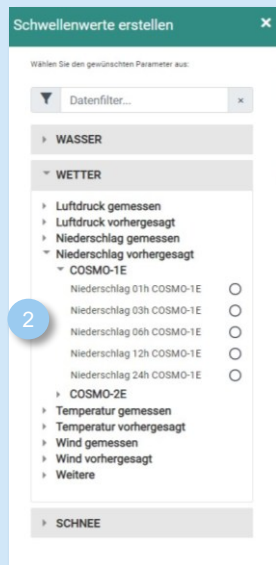 Schwellenwerte erstellen ×
Wählen Sie den gewünschten Parameter aus:
Datenfilter... ×
WASSER
WETTER
Luftdruck gemessen
Luftdruck vorhergesagt
Niederschlag gemessen
Niederschlag vorhergesagt
COSMO-1E
Niederschlag 01h COSMO-1E
2
Niederschlag 03h COSMO-1E
Niederschlag 06h COSMO-1E
Niederschlag 12h COSMO-1E
Niederschlag 24h COSMO-1E
COSMO-2E
Temperatur gemessen
Temperatur vorhergesagt
Wind gemessen
Wind vorhergesagt
Weitere
SCHNEE